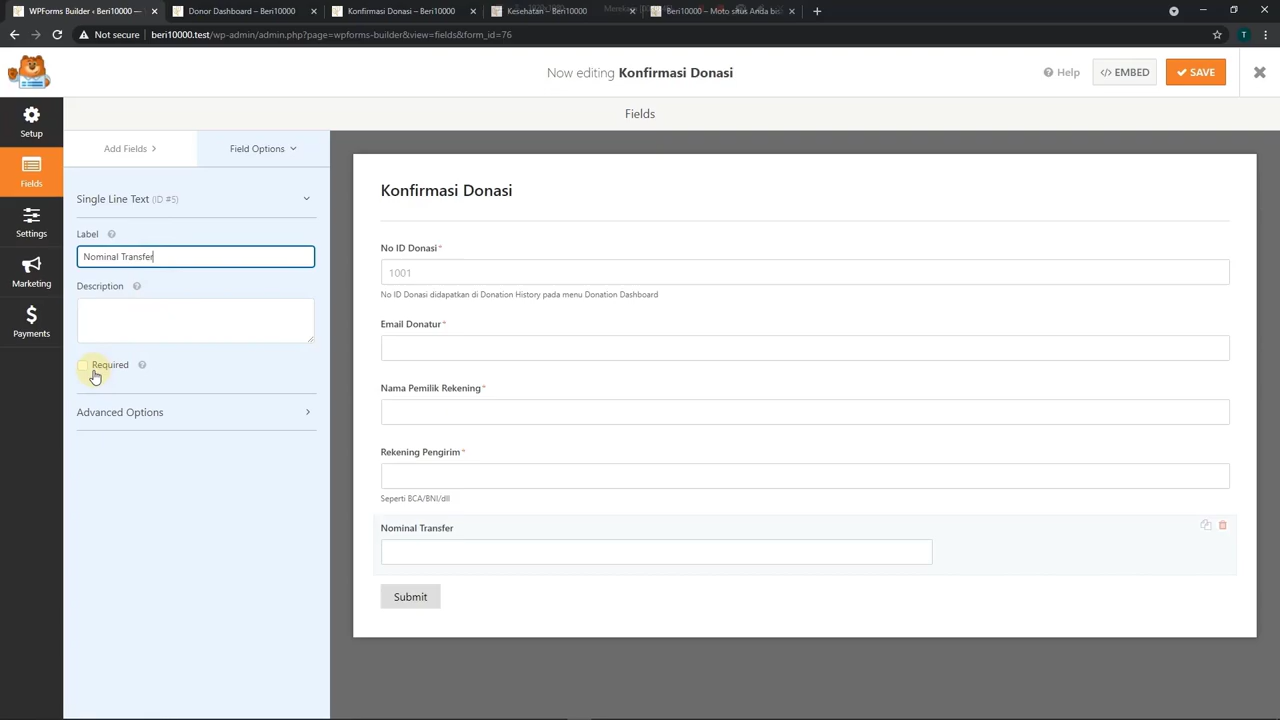 WPForms Builder ‹ Beri10000 —
Donor Dashboard – Beri10000
Konfirmasi Donasi – Beri10000
Kesehatan – Beri10000
Beri10000 – Moto situs Anda bis
Not secure
beri10000.test/wp-admin/admin.php?page=wpforms-builder&view=fields&form_id=76
T
Now editing Konfirmasi Donasi
Help
</> EMBED
SAVE
Fields
Setup
Fields
Settings
Marketing
Payments
Add Fields
Field Options
Single Line Text (ID #5)
Label
Nominal Transfer
Description
Required
Advanced Options
Konfirmasi Donasi
No ID Donasi *
1001
No ID Donasi didapatkan di Donation History pada menu Donation Dashboard
Email Donatur *
Nama Pemilik Rekening *
Rekening Pengirim *
Seperti BCA/BNI/dll
Nominal Transfer
Submit